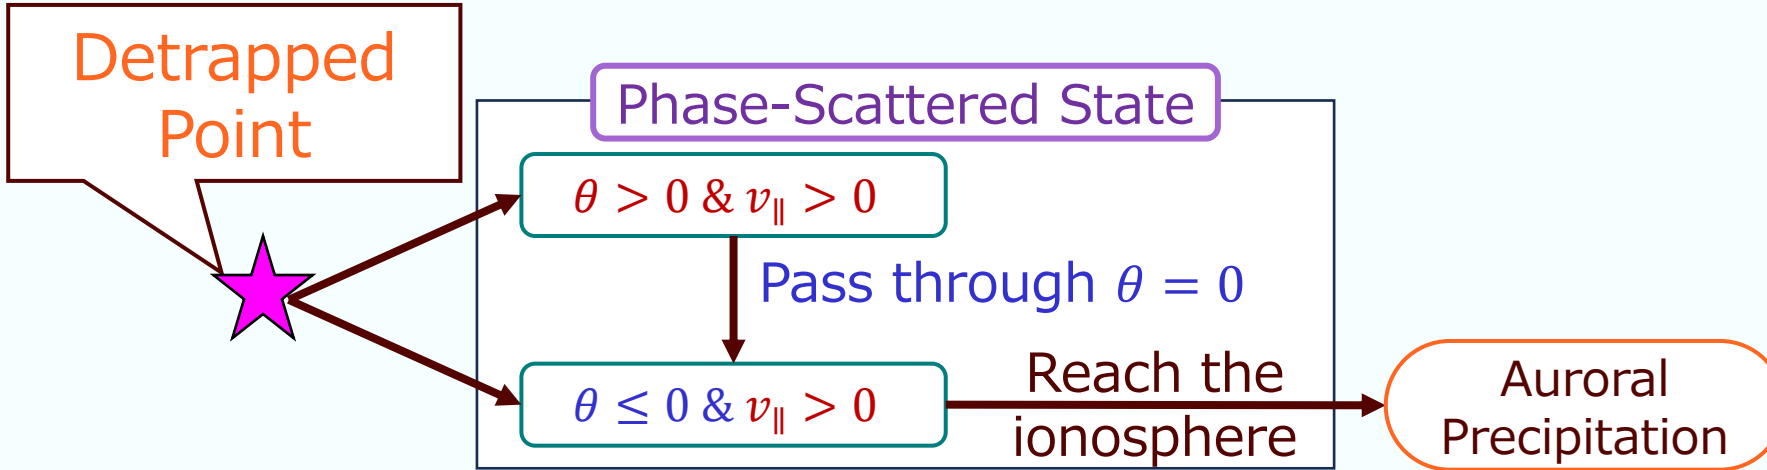 Detrapped
Point
Phase-Scattered State
θ > 0 & v∥ > 0
Pass through θ = 0
θ ≤ 0 & v∥ > 0
Reach the
ionosphere
Auroral
Precipitation